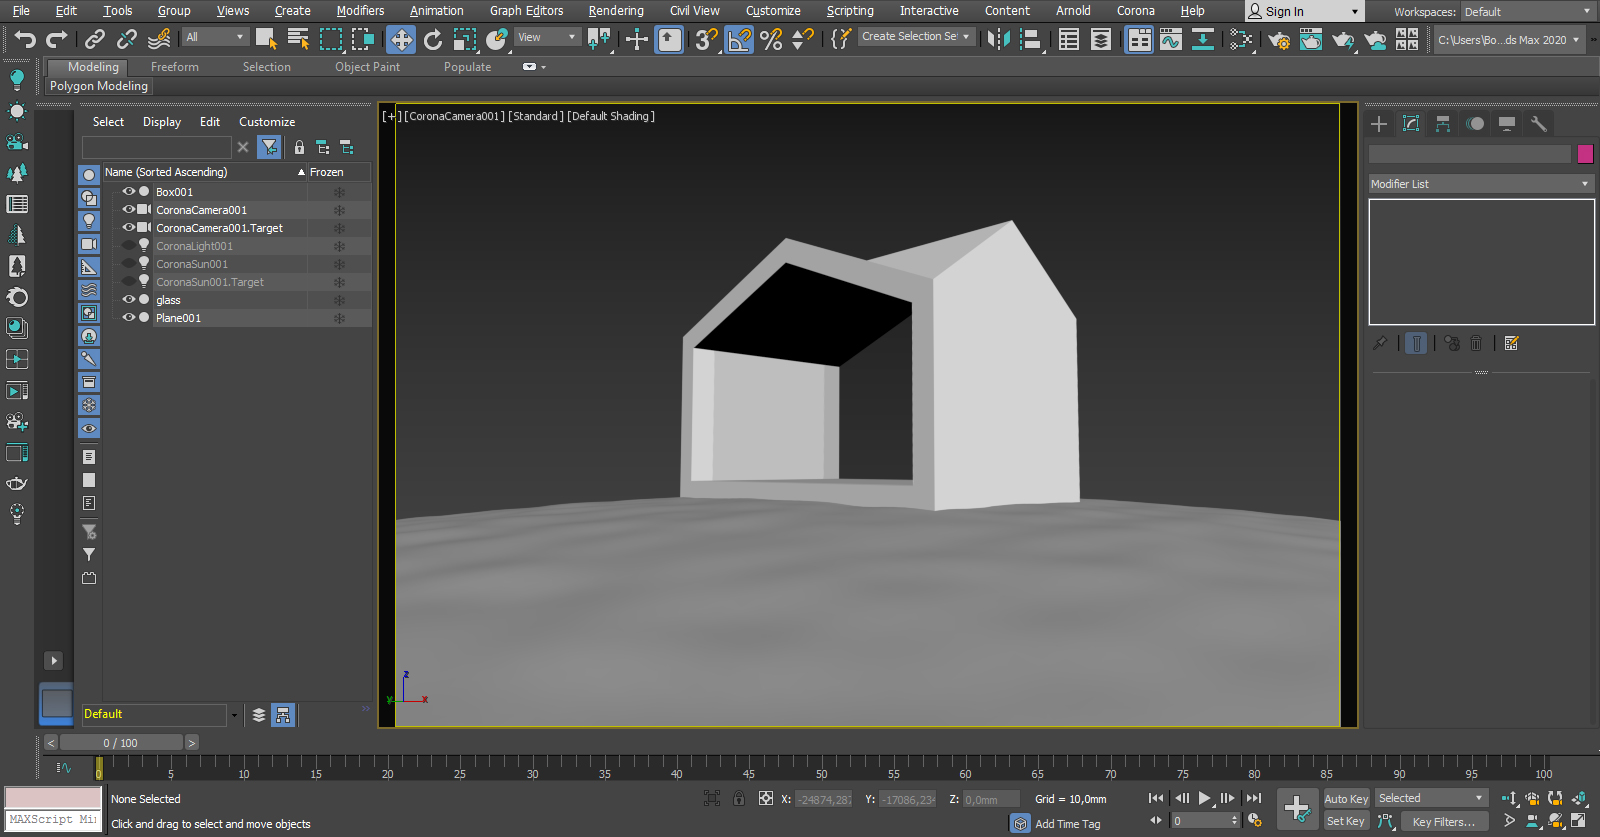 File Edit Tools Group Views Create Modifiers Animation Graph Editors Rendering Civil View Customize Scripting Interactive Content Arnold Corona Help Sign In Workspaces: Default
All View 3 Create Selection Se C:\Users\Bo...ds Max 2020
Modeling Freeform Selection Object Paint Populate
Polygon Modeling
[+] [CoronaCamera001] [Standard] [Default Shading]
Select Display Edit Customize
Name (Sorted Ascending) Frozen
Modifier List
Box001
CoronaCamera001
CoronaCamera001.Target
CoronaLight001
CoronaSun001
CoronaSun001.Target
glass
Plane001
z
y x
Default
0 / 100
0 5 10 15 20 25 30 35 40 45 50 55 60 65 70 75 80 85 90 95 100
None Selected X: -24874,287 Y: -17086,234 Z: 0,0mm Grid = 10,0mm Auto Key Selected
MAXScript Mi Click and drag to select and move objects Add Time Tag 0 Set Key Key Filters...